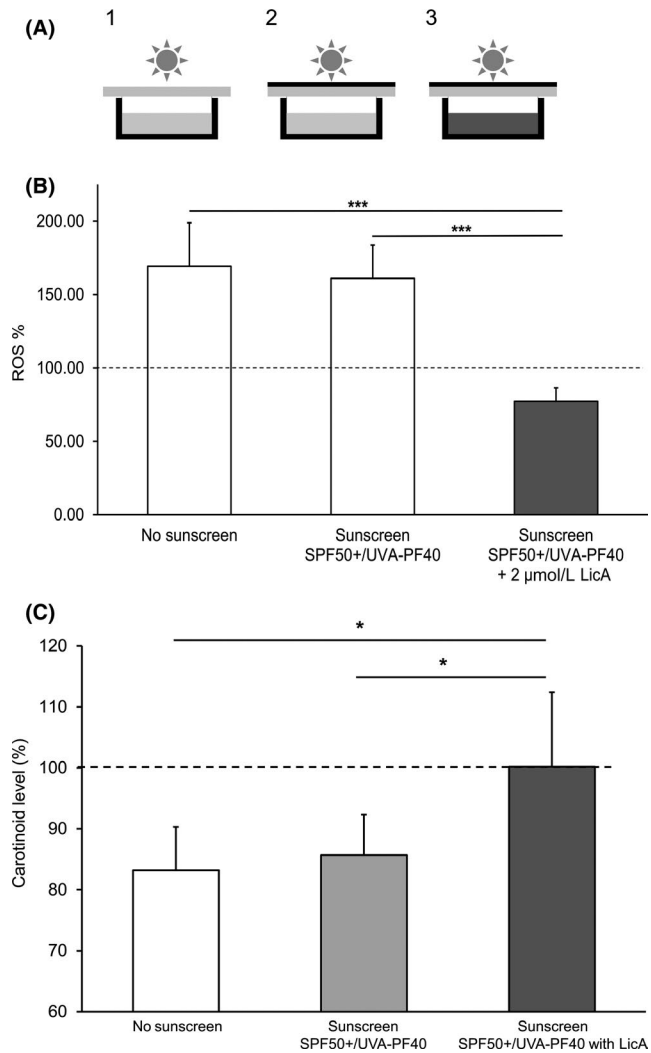 (A)
1 2 3
(B)
***
***
200.00
150.00
100.00
50.00
0.00
ROS %
No sunscreen
Sunscreen
SPF50+/UVA-PF40
Sunscreen
SPF50+/UVA-PF40
+ 2 µmol/L LicA
(C)
*
*
120
110
100
90
80
70
60
Carotinoid level (%)
No sunscreen
Sunscreen
SPF50+/UVA-PF40
Sunscreen
SPF50+/UVA-PF40 with LicA